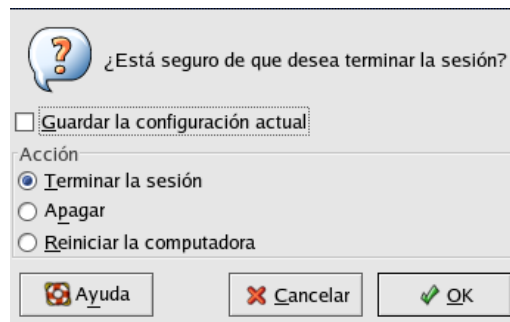 ¿Está seguro de que desea terminar la sesión?
Guardar la configuración actual
Acción
Terminar la sesión
Apagar
Reiniciar la computadora
Ayuda
Cancelar
OK